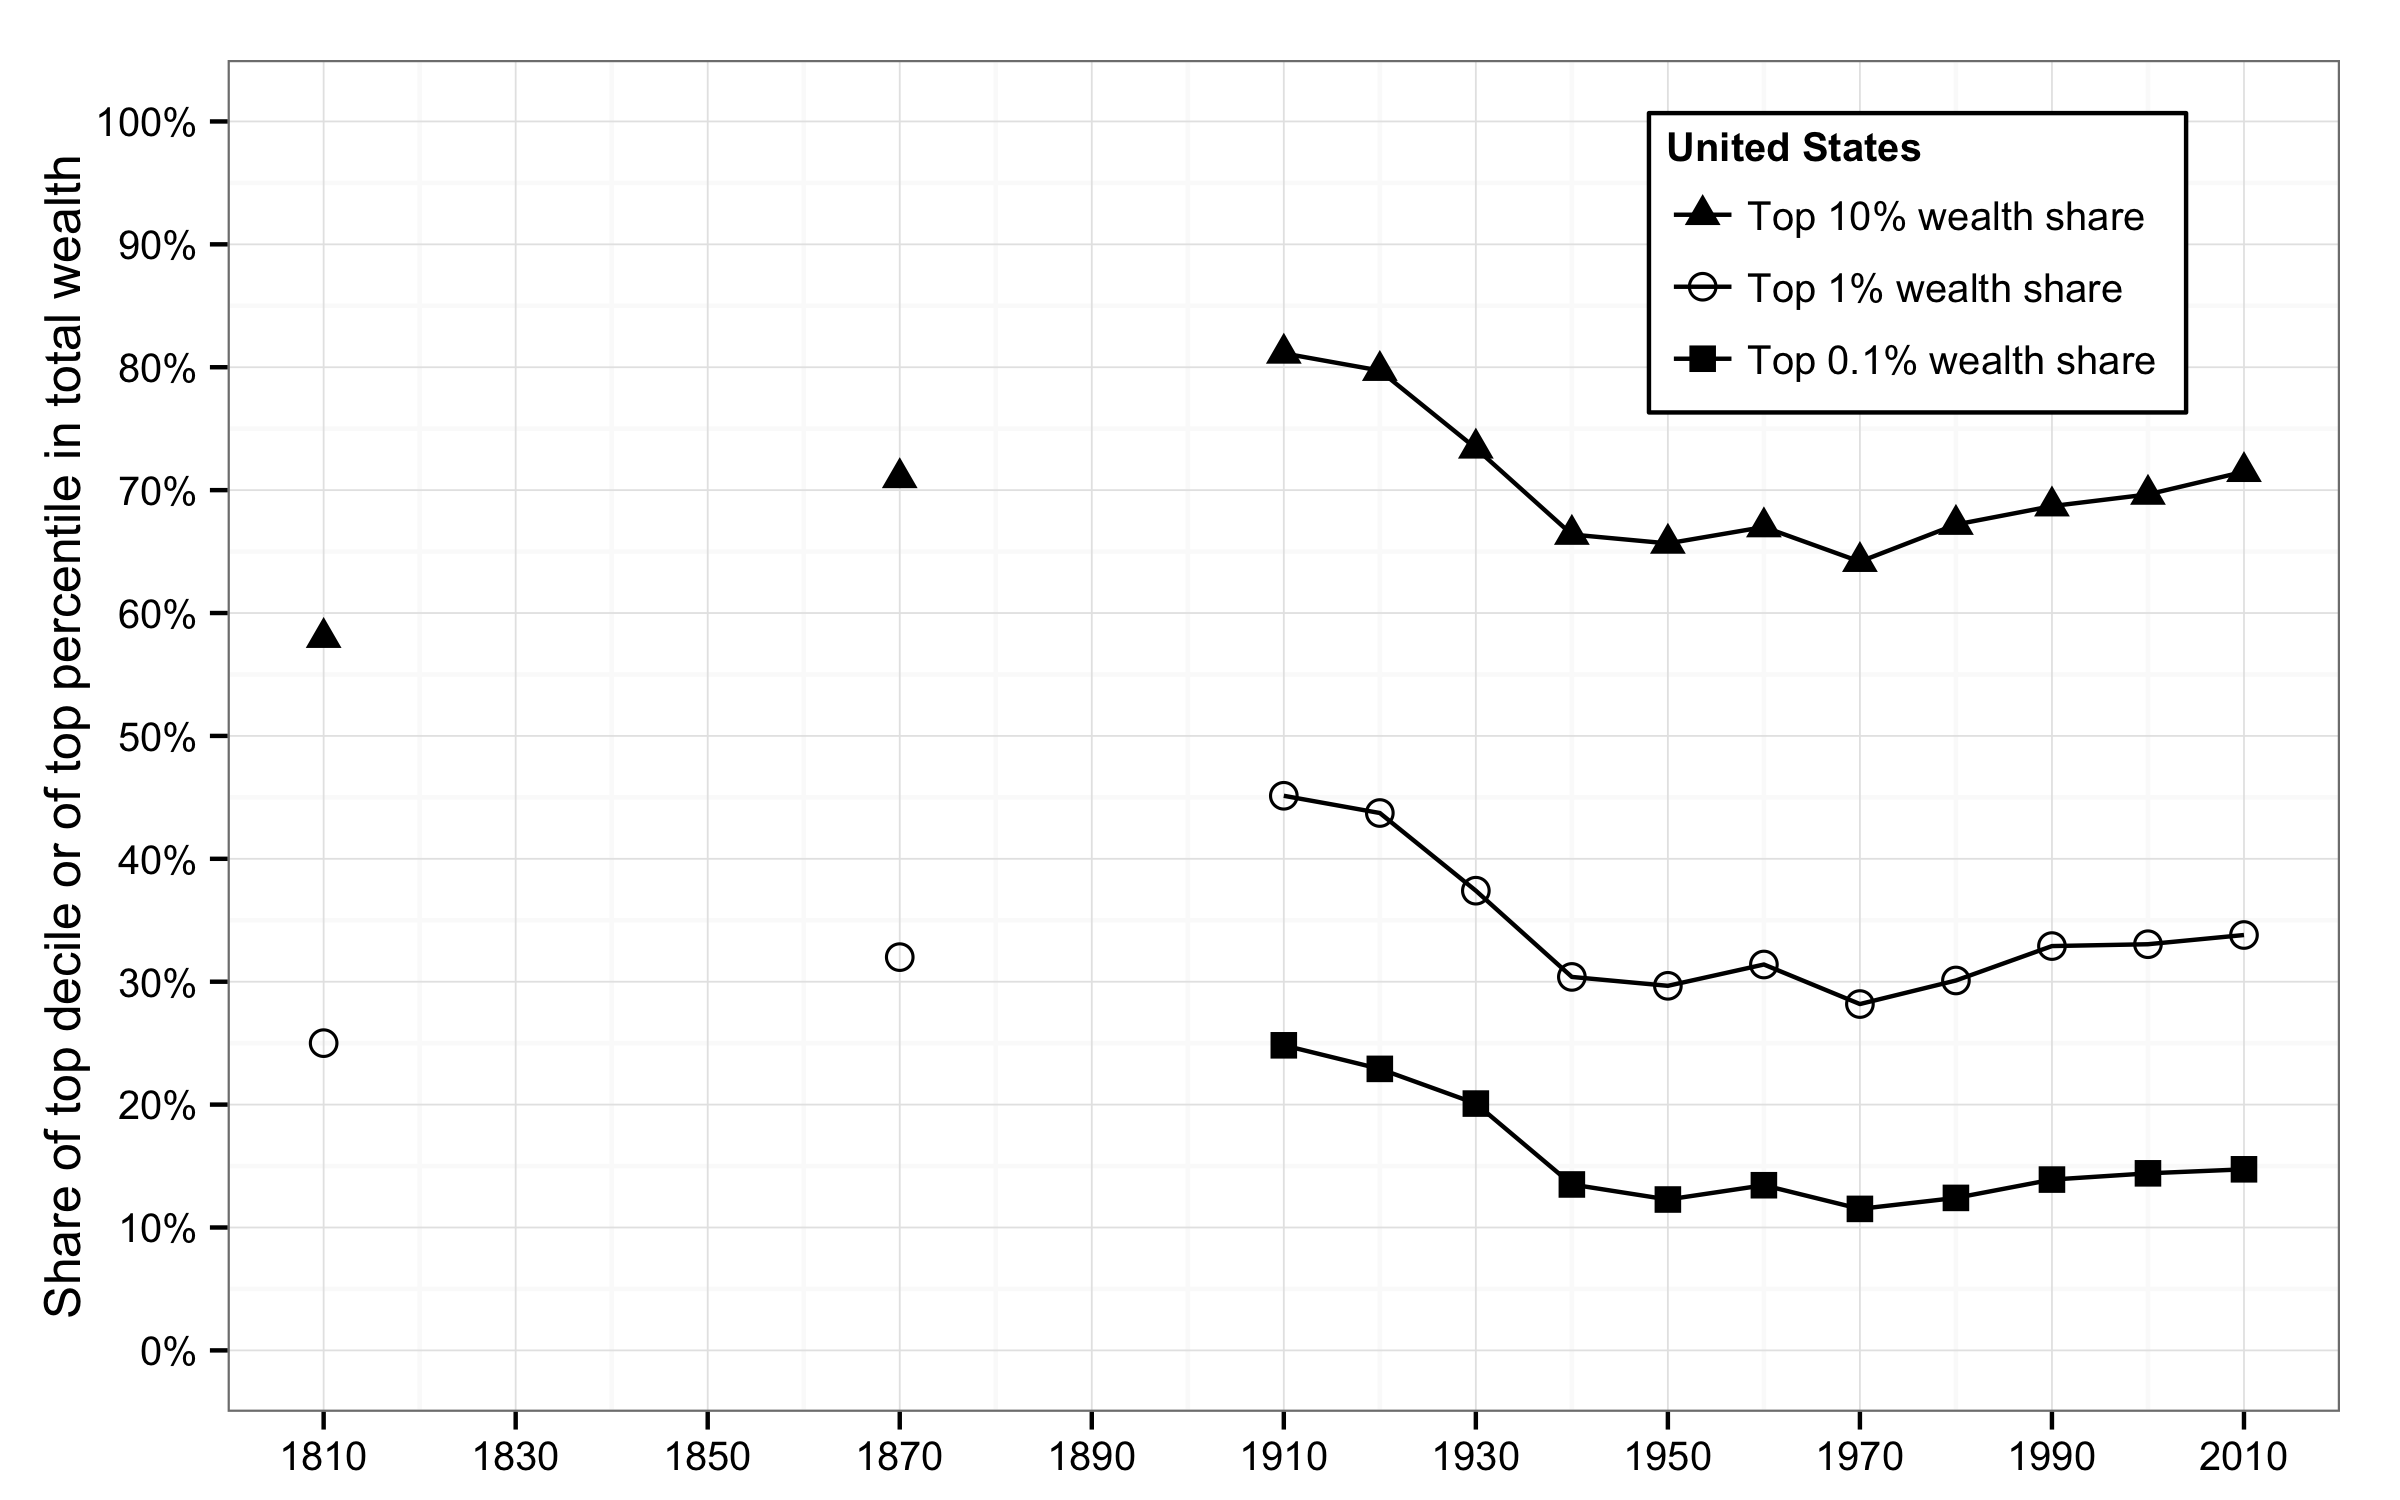 Share of top decile or of top percentile in total wealth
100%
90%
80%
70%
60%
50%
40%
30%
20%
10%
0%
United States
Top 10% wealth share
Top 1% wealth share
Top 0.1% wealth share
1810 1830 1850 1870 1890 1910 1930 1950 1970 1990 2010